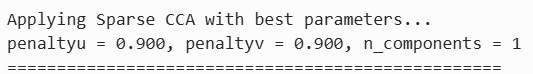 Applying Sparse CCA with best parameters...
penaltyu = 0.900, penaltyv = 0.900, n_components = 1
==================================================